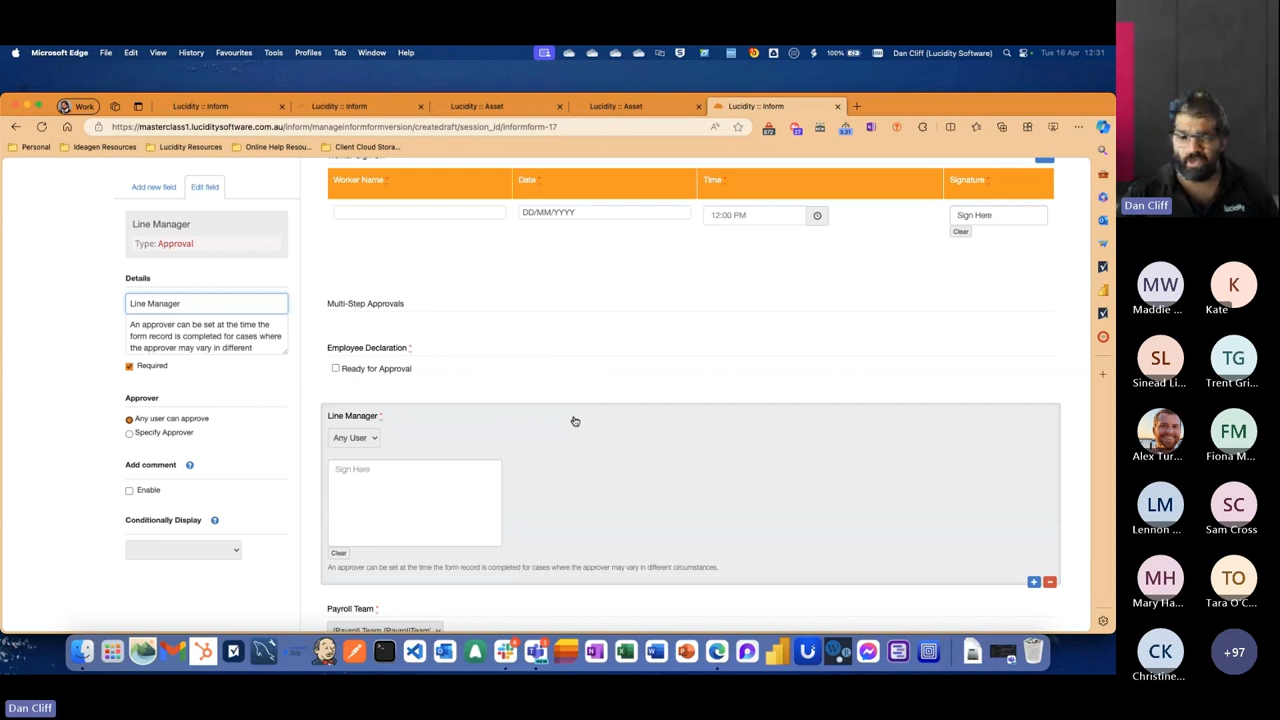 Microsoft Edge File Edit View History Favourites Tools Profiles Tab Window Help 100% Dan Cliff (Lucidity Software) Tue 16 Apr 12:31
Work Lucidity :: Inform Lucidity :: Inform Lucidity :: Asset Lucidity :: Asset Lucidity :: Inform
https://masterclass1.luciditysoftware.com.au/inform/manageinformformversion/createdraft/session_id/informform-17
Personal Ideagen Resources Lucidity Resources Online Help Resou... Client Cloud Stora...
Add new field Edit field
Line Manager
Type: Approval
Details
Line Manager
An approver can be set at the time the
form record is completed for cases where
the approver may vary in different
Required
Approver
Any user can approve
Specify Approver
Add comment
Enable
Conditionally Display
Worker Name * Date * Time * Signature *
DD/MM/YYYY 12:00 PM Sign Here
Clear
Multi-Step Approvals
Employee Declaration *
Ready for Approval
Line Manager *
Any User
Sign Here
Clear
An approver can be set at the time the form record is completed for cases where the approver may vary in different circumstances.
Payroll Team *
Dan Cliff
MW K
Maddie ... Kate
SL TG
Sinead Li... Trent Gri...
FM
Alex Tur... Fiona M...
LM SC
Lennon ... Sam Cross
MH TO
Mary Ha... Tara O'C...
CK +97
Christine...
Dan Cliff